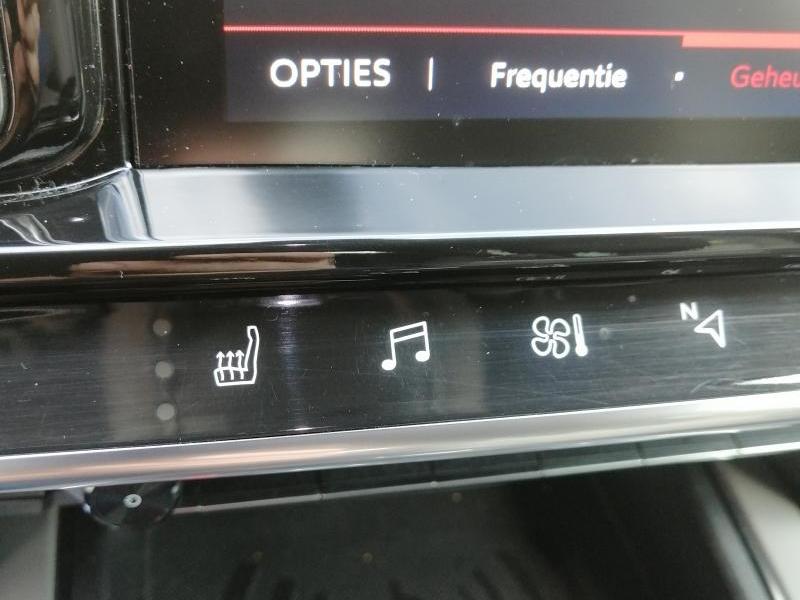 OPTIES | Frequentie Geheu
N